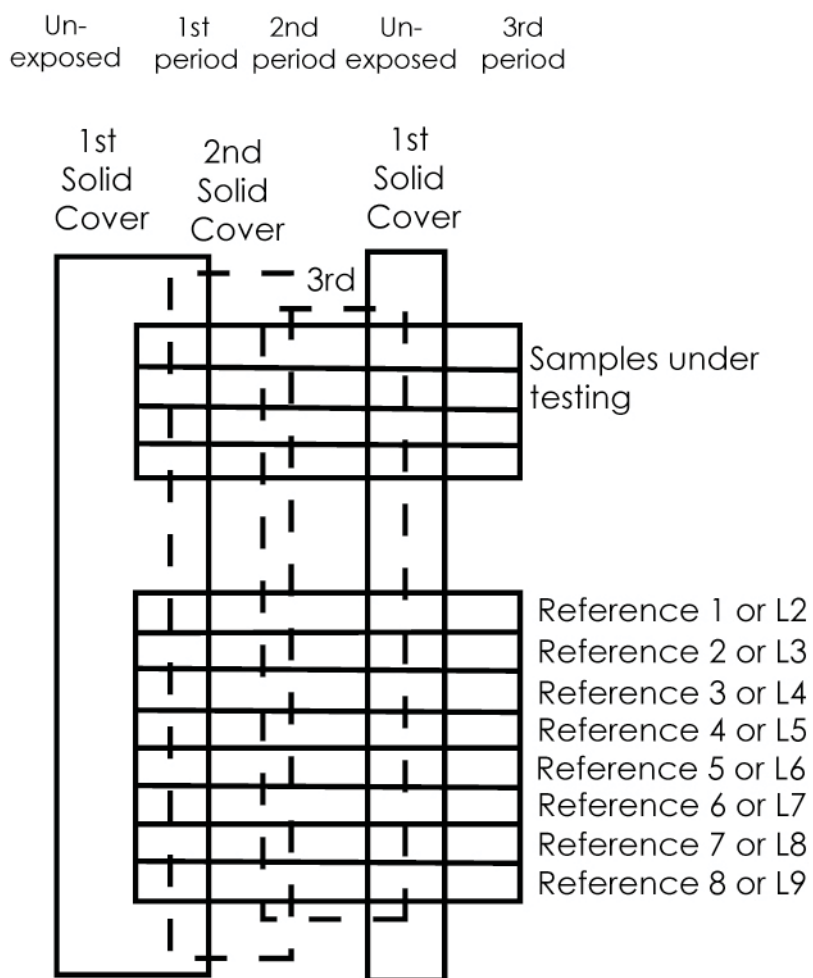 Un-
exposed
1st
period
2nd
period
Un-
exposed
3rd
period
1st
Solid
Cover
2nd
Solid
Cover
1st
Solid
Cover
3rd
Samples under
testing
Reference 1 or L2
Reference 2 or L3
Reference 3 or L4
Reference 4 or L5
Reference 5 or L6
Reference 6 or L7
Reference 7 or L8
Reference 8 or L9